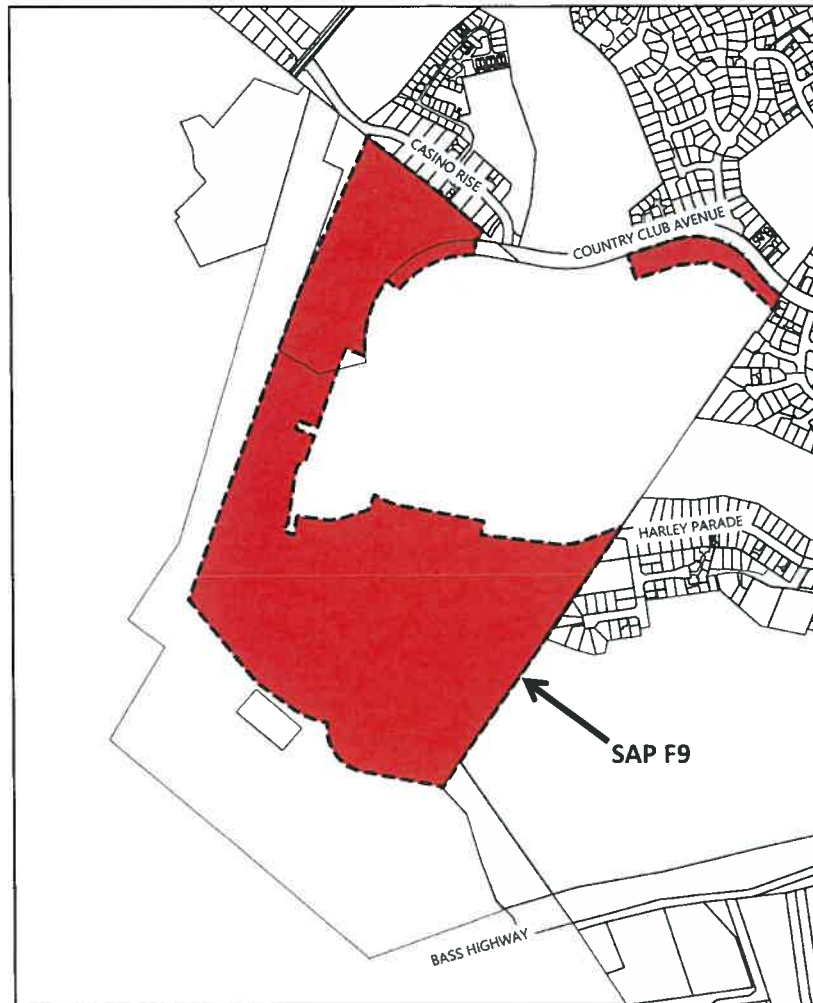 CASINO RISE
COUNTRY CLUB AVENUE
HARLEY PARADE
SAP F9
BASS HIGHWAY